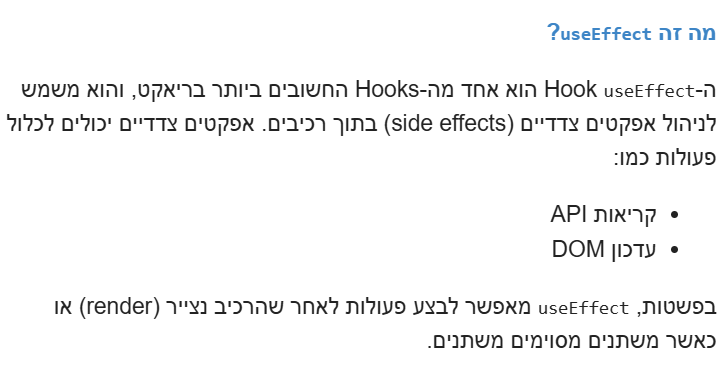 מה זה useEffect?
ה-useEffect Hook הוא אחד מה-Hooks החשובים ביותר בריאקט, והוא משמש
לניהול אפקטים צדדיים (side effects) בתוך רכיבים. אפקטים צדדיים יכולים לכלול
פעולות כמו:
• קריאות API
• עדכון DOM
בפשטות, useEffect מאפשר לבצע פעולות לאחר שהרכיב נצייר (render) או
כאשר משתנים מסוימים משתנים.